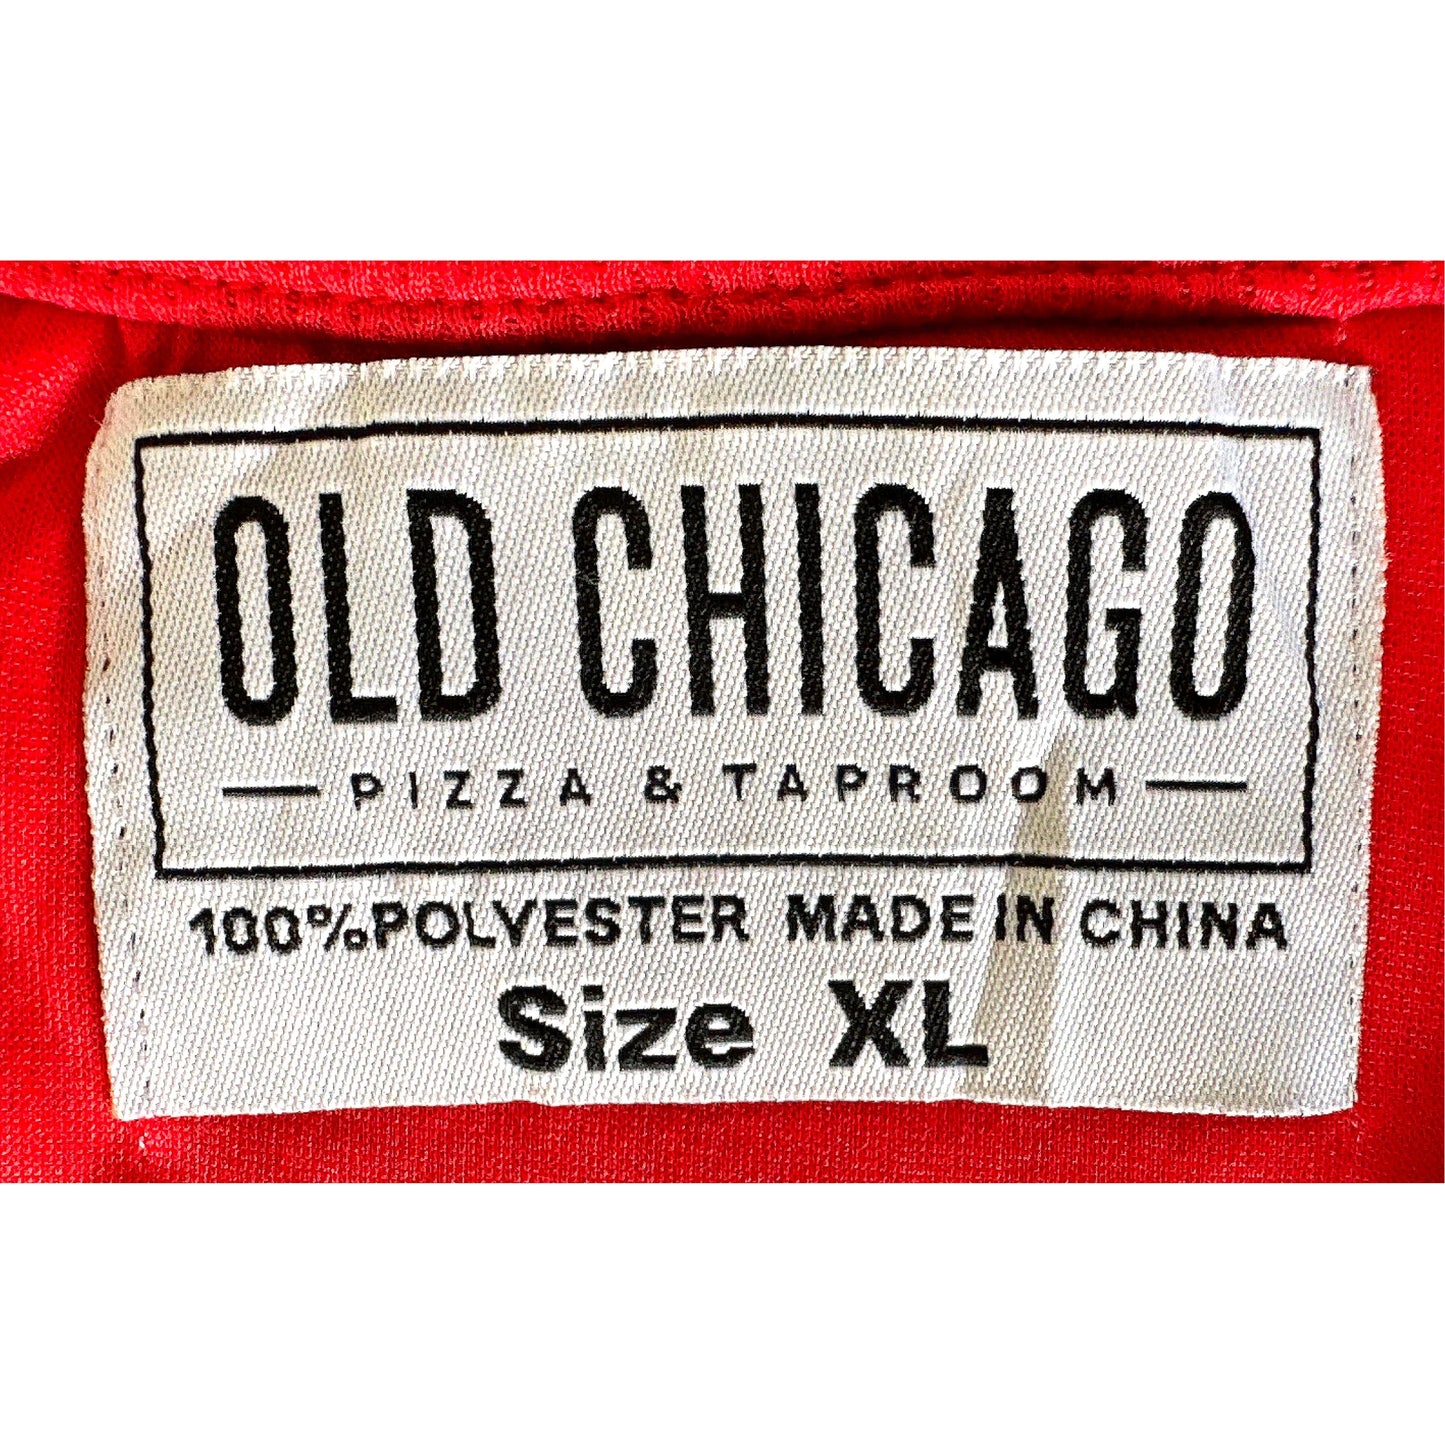 OLD CHICAGO
— PIZZA & TAPROOM —
100%POLYESTER MADE IN CHINA
Size XL